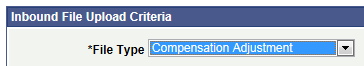 Inbound File Upload Criteria
*File Type Compensation Adjustment